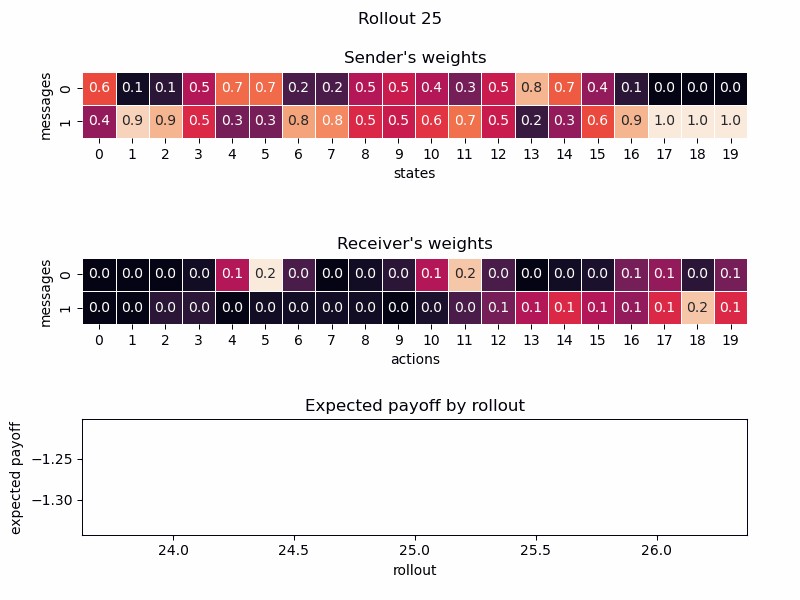 Rollout 25
Sender's weights
messages
0 0.6 0.1 0.1 0.5 0.7 0.7 0.2 0.2 0.5 0.5 0.4 0.3 0.5 0.8 0.7 0.4 0.1 0.0 0.0 0.0
1 0.4 0.9 0.9 0.5 0.3 0.3 0.8 0.8 0.5 0.5 0.6 0.7 0.5 0.2 0.3 0.6 0.9 1.0 1.0 1.0
0 1 2 3 4 5 6 7 8 9 10 11 12 13 14 15 16 17 18 19
states
Receiver's weights
messages
0 0.0 0.0 0.0 0.0 0.1 0.2 0.0 0.0 0.0 0.0 0.1 0.2 0.0 0.0 0.0 0.0 0.1 0.1 0.0 0.1
1 0.0 0.0 0.0 0.0 0.0 0.0 0.0 0.0 0.0 0.0 0.0 0.0 0.1 0.1 0.1 0.1 0.1 0.1 0.2 0.1
0 1 2 3 4 5 6 7 8 9 10 11 12 13 14 15 16 17 18 19
actions
Expected payoff by rollout
expected payoff
−1.25
−1.30
24.0 24.5 25.0 25.5 26.0
rollout